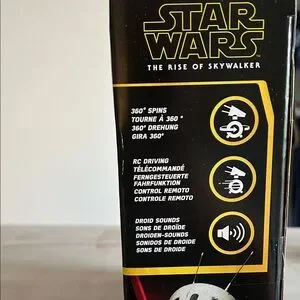 STAR
WARS
THE RISE OF SKYWALKER
360° SPINS
TOURNE À 360 °
360° DREHUNG
GIRA 360°
RC DRIVING
TÉLÉCOMMANDÉ
FERNGESTEUERTE
FAHRFUNKTION
CONTROL REMOTO
CONTROLE REMOTO
DROID SOUNDS
SONS DE DROÏDE
DROIDEN-SOUNDS
SONIDOS DE DROIDE
SONS DE DROIDE